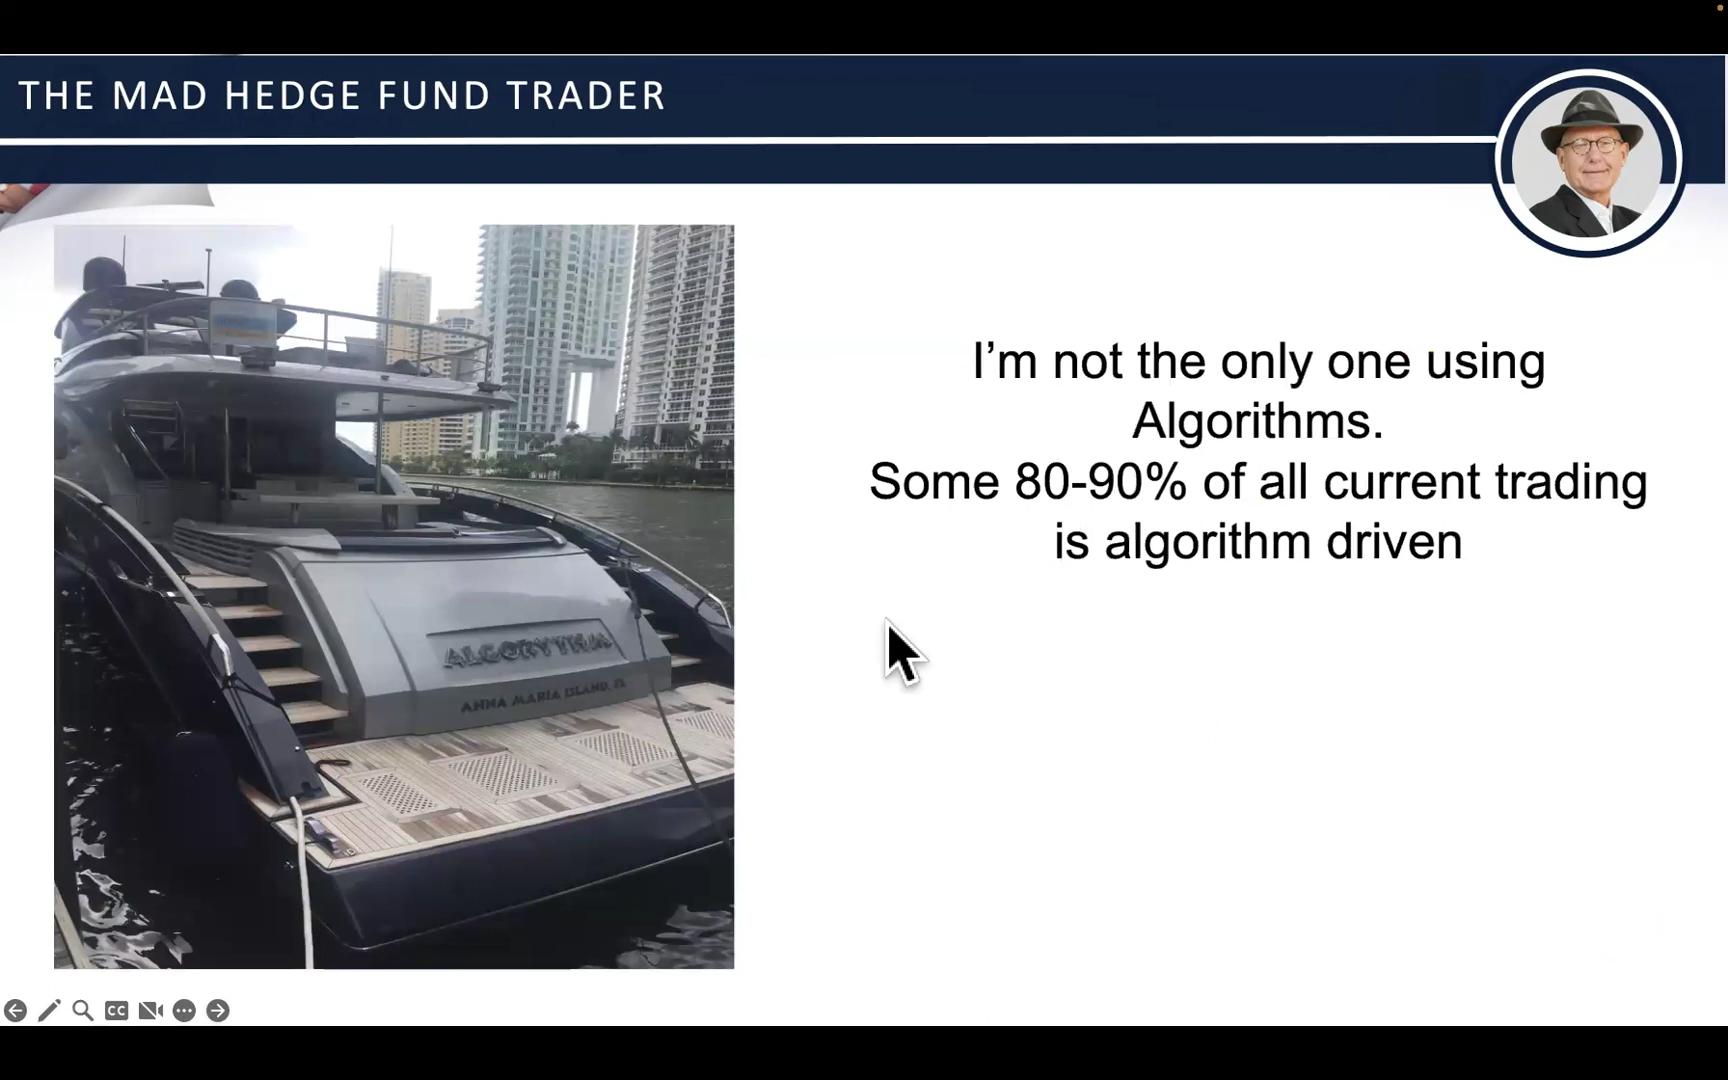 THE MAD HEDGE FUND TRADER
I’m not the only one using
Algorithms.
Some 80-90% of all current trading
is algorithm driven
ALGORYTHM
ANNA MARIA ISLAND, FL
CC